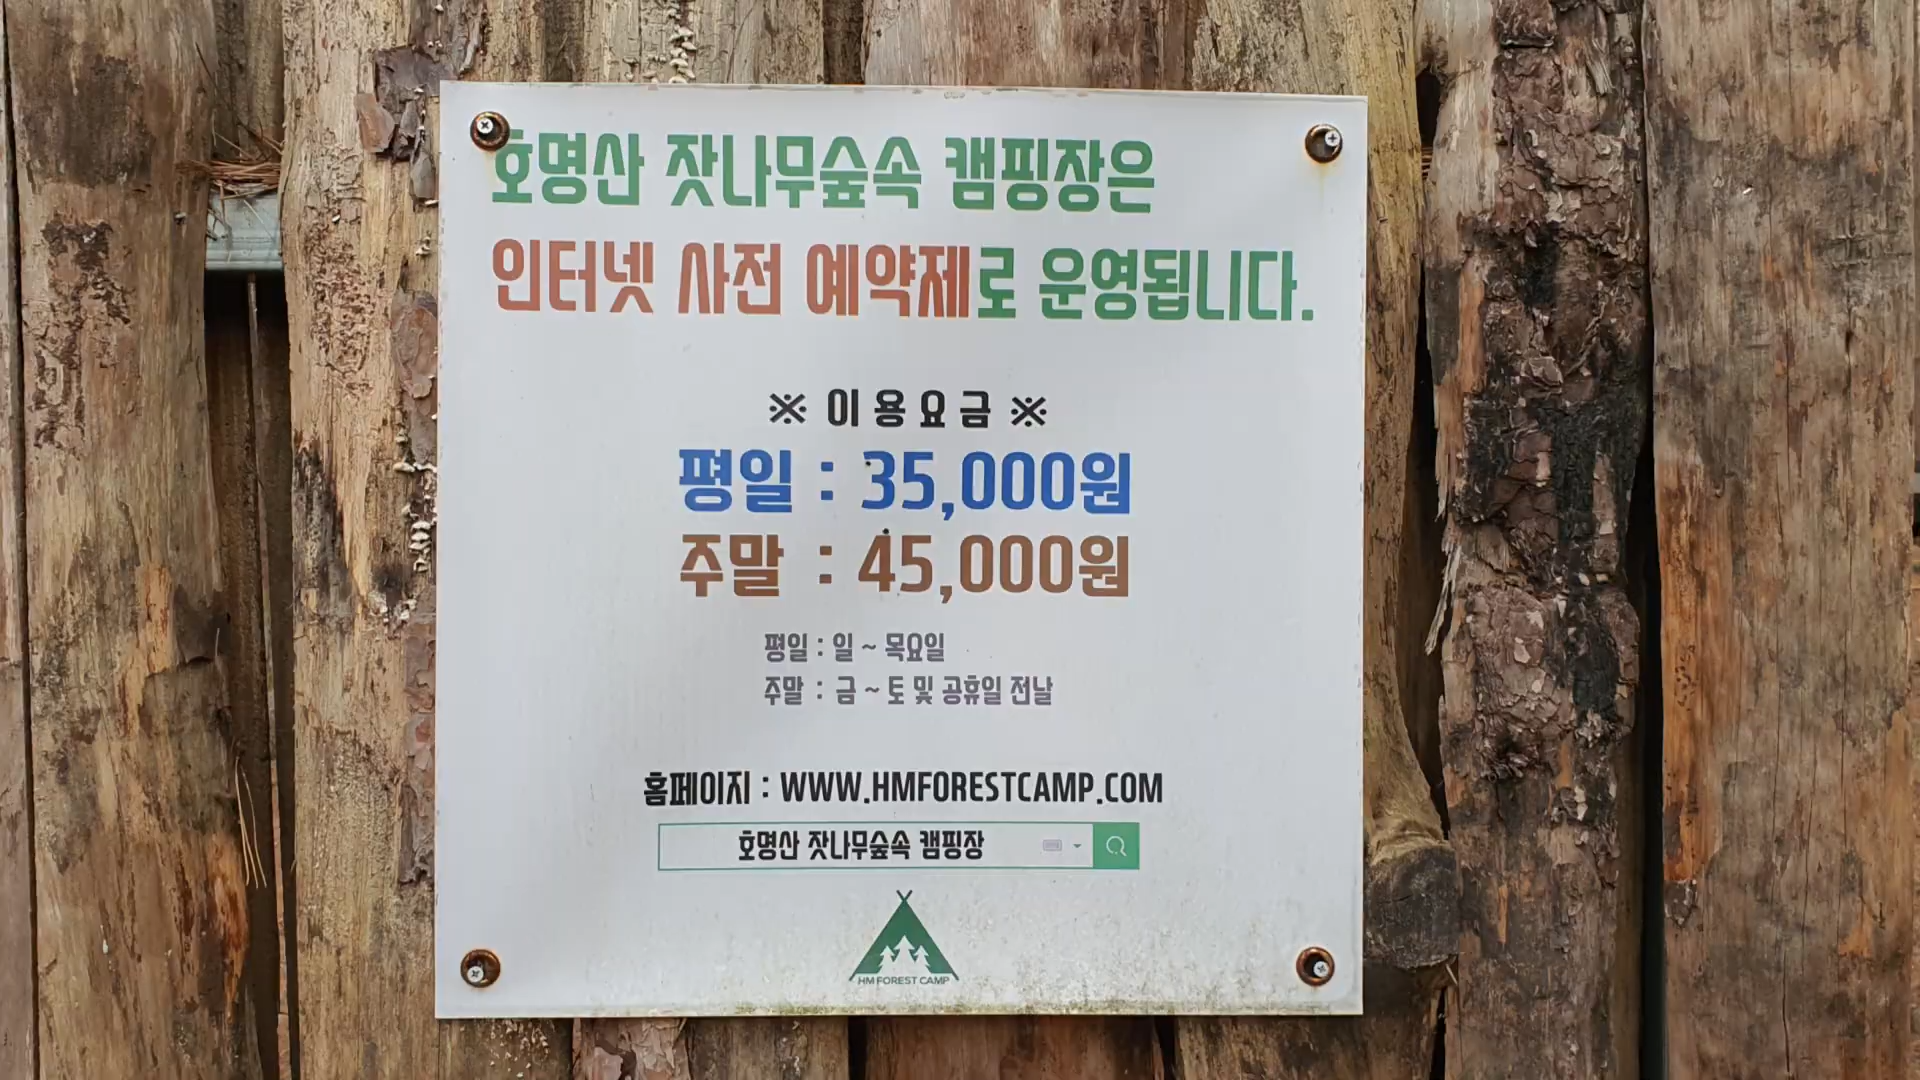 호명산 잣나무숲속 캠핑장은
인터넷 사전 예약제로 운영됩니다.
※ 이용요금 ※
평일 : 35,000원
주말 : 45,000원
평일 : 일 ~ 목요일
주말 : 금 ~ 토 및 공휴일 전날
홈페이지 : WWW.HMFORESTCAMP.COM
호명산 잣나무숲속 캠핑장
HM FOREST CAMP